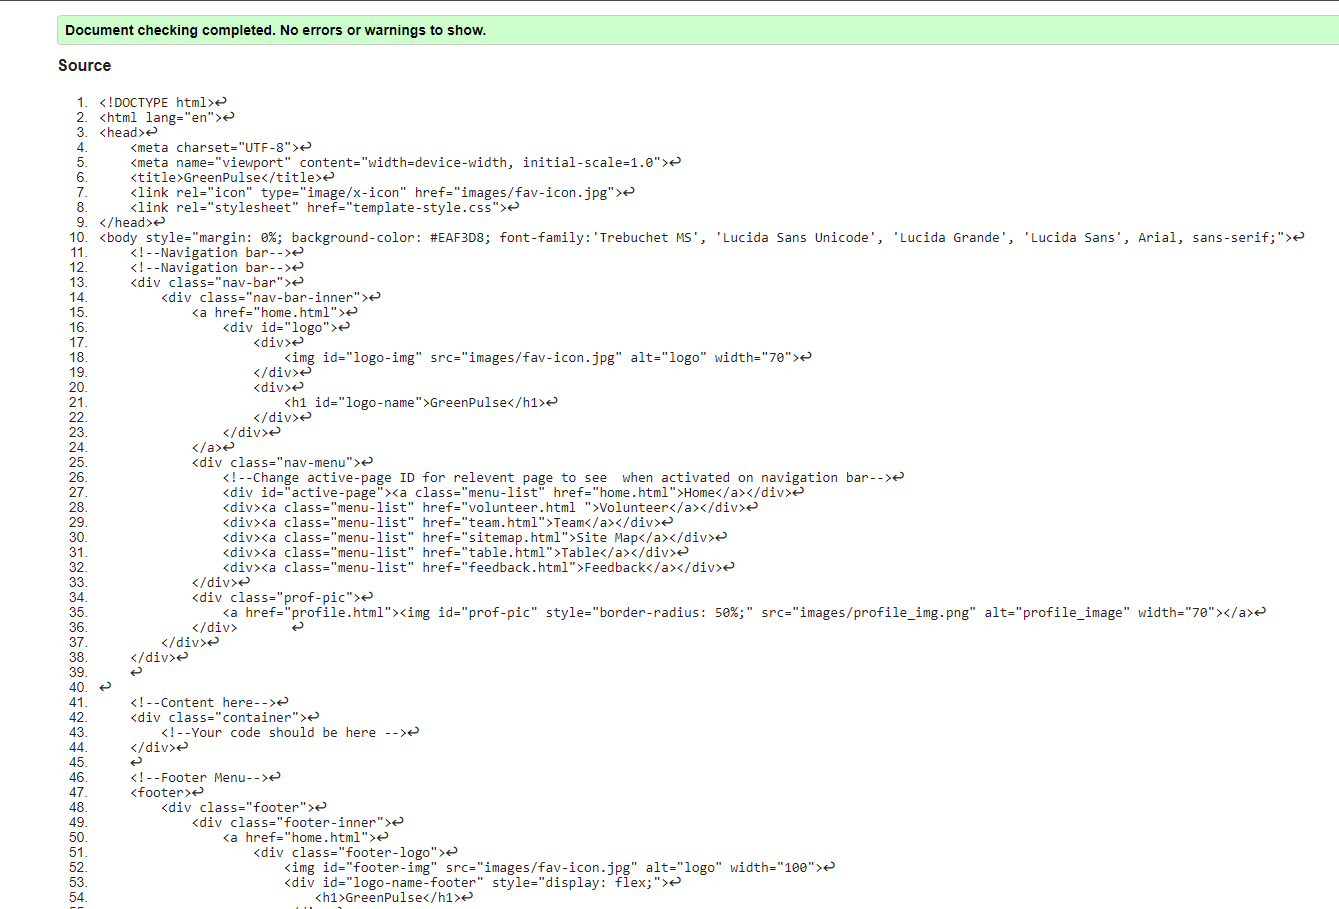 Document checking completed. No errors or warnings to show.
Source
1. <!DOCTYPE html>↩
2. <html lang="en">↩
3. <head>↩
4.     <meta charset="UTF-8">↩
5.     <meta name="viewport" content="width=device-width, initial-scale=1.0">↩
6.     <title>GreenPulse</title>↩
7.     <link rel="icon" type="image/x-icon" href="images/fav-icon.jpg">↩
8.     <link rel="stylesheet" href="template-style.css">↩
9. </head>↩
10. <body style="margin: 0%; background-color: #EAF3D8; font-family:'Trebuchet MS', 'Lucida Sans Unicode', 'Lucida Grande', 'Lucida Sans', Arial, sans-serif;">↩
11.     <!--Navigation bar-->↩
12.     <!--Navigation bar-->↩
13.     <div class="nav-bar">↩
14.         <div class="nav-bar-inner">↩
15.             <a href="home.html">↩
16.                 <div id="logo">↩
17.                     <div>↩
18.                         <img id="logo-img" src="images/fav-icon.jpg" alt="logo" width="70">↩
19.                     </div>↩
20.                     <div>↩
21.                         <h1 id="logo-name">GreenPulse</h1>↩
22.                     </div>↩
23.                 </div>↩
24.             </a>↩
25.             <div class="nav-menu">↩
26.                 <!--Change active-page ID for relevent page to see  when activated on navigation bar-->↩
27.                 <div id="active-page"><a class="menu-list" href="home.html">Home</a></div>↩
28.                 <div><a class="menu-list" href="volunteer.html ">Volunteer</a></div>↩
29.                 <div><a class="menu-list" href="team.html">Team</a></div>↩
30.                 <div><a class="menu-list" href="sitemap.html">Site Map</a></div>↩
31.                 <div><a class="menu-list" href="table.html">Table</a></div>↩
32.                 <div><a class="menu-list" href="feedback.html">Feedback</a></div>↩
33.             </div>↩
34.             <div class="prof-pic">↩
35.                 <a href="profile.html"><img id="prof-pic" style="border-radius: 50%;" src="images/profile_img.png" alt="profile_image" width="70"></a>↩
36.             </div>       ↩
37.         </div>↩
38.     </div>↩
39.     ↩
40. ↩
41.     <!--Content here-->↩
42.     <div class="container">↩
43.         <!--Your code should be here -->↩
44.     </div>↩
45.     ↩
46.     <!--Footer Menu-->↩
47.     <footer>↩
48.         <div class="footer">↩
49.             <div class="footer-inner">↩
50.                 <a href="home.html">↩
51.                     <div class="footer-logo">↩
52.                         <img id="footer-img" src="images/fav-icon.jpg" alt="logo" width="100">↩
53.                         <div id="logo-name-footer" style="display: flex;">↩
54.                             <h1>GreenPulse</h1>↩